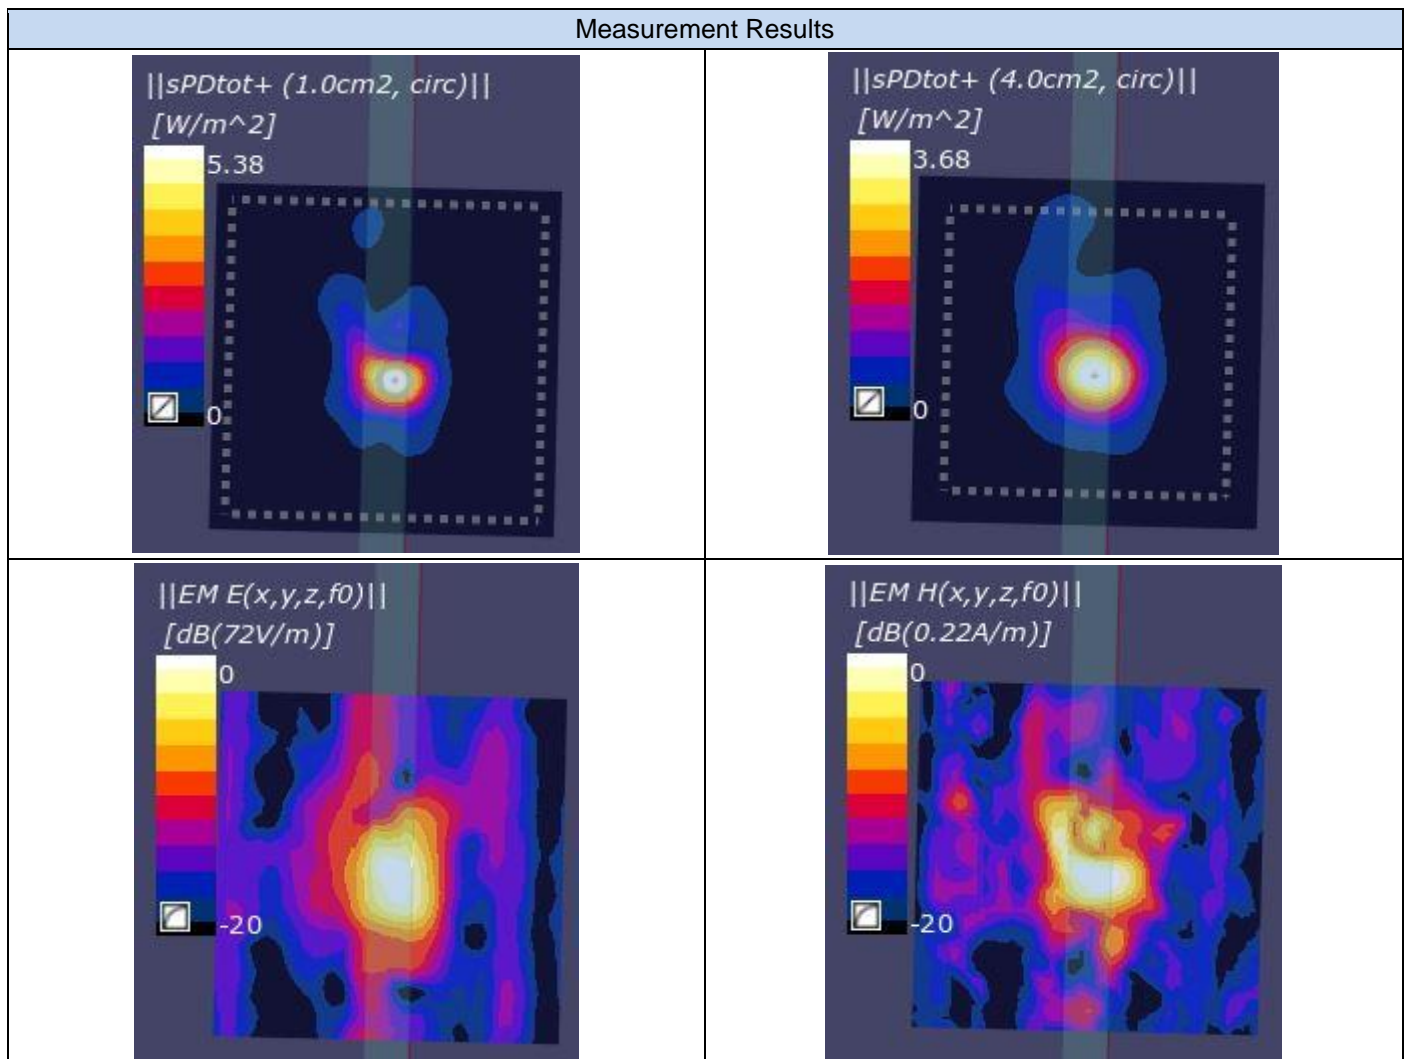 Measurement Results
||sPDtot+ (1.0cm2, circ)||
[W/m^2]
5.38
0
||sPDtot+ (4.0cm2, circ)||
[W/m^2]
3.68
0
||EM E(x,y,z,f0)||
[dB(72V/m)]
0
-20
||EM H(x,y,z,f0)||
[dB(0.22A/m)]
0
-20